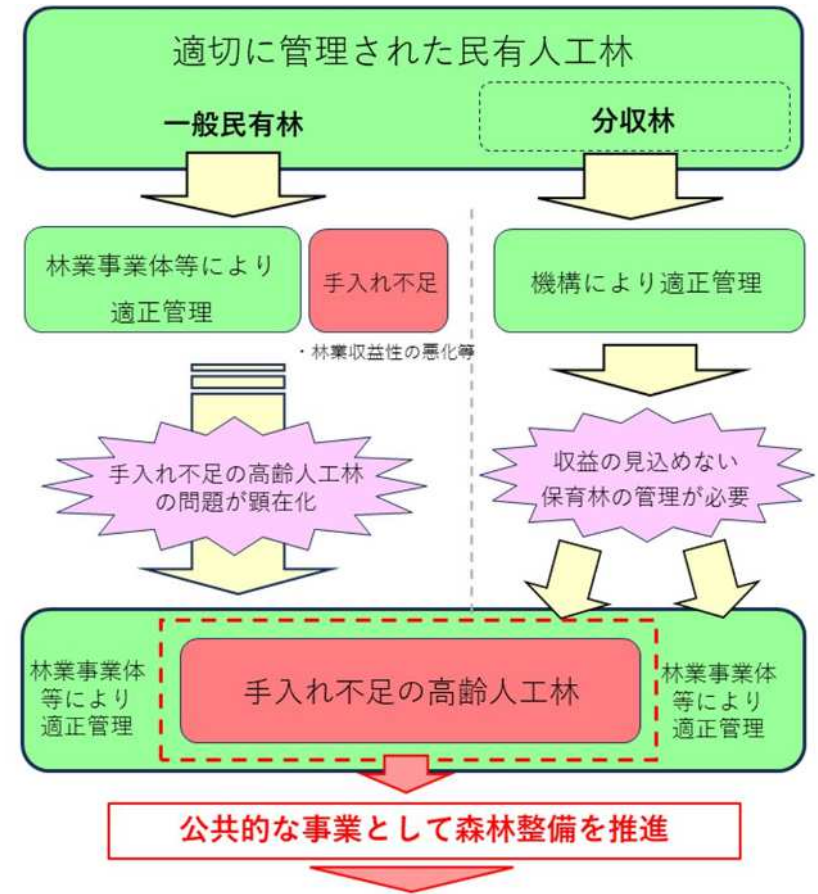 適切に管理された民有人工林
一般民有林
分収林
林業事業体等により
適正管理
手入れ不足
・林業収益性の悪化等
機構により適正管理
手入れ不足の高齢人工林
の問題が顕在化
収益の見込めない
保育林の管理が必要
林業事業体
等により
適正管理
手入れ不足の高齢人工林
林業事業体
等により
適正管理
公共的な事業として森林整備を推進